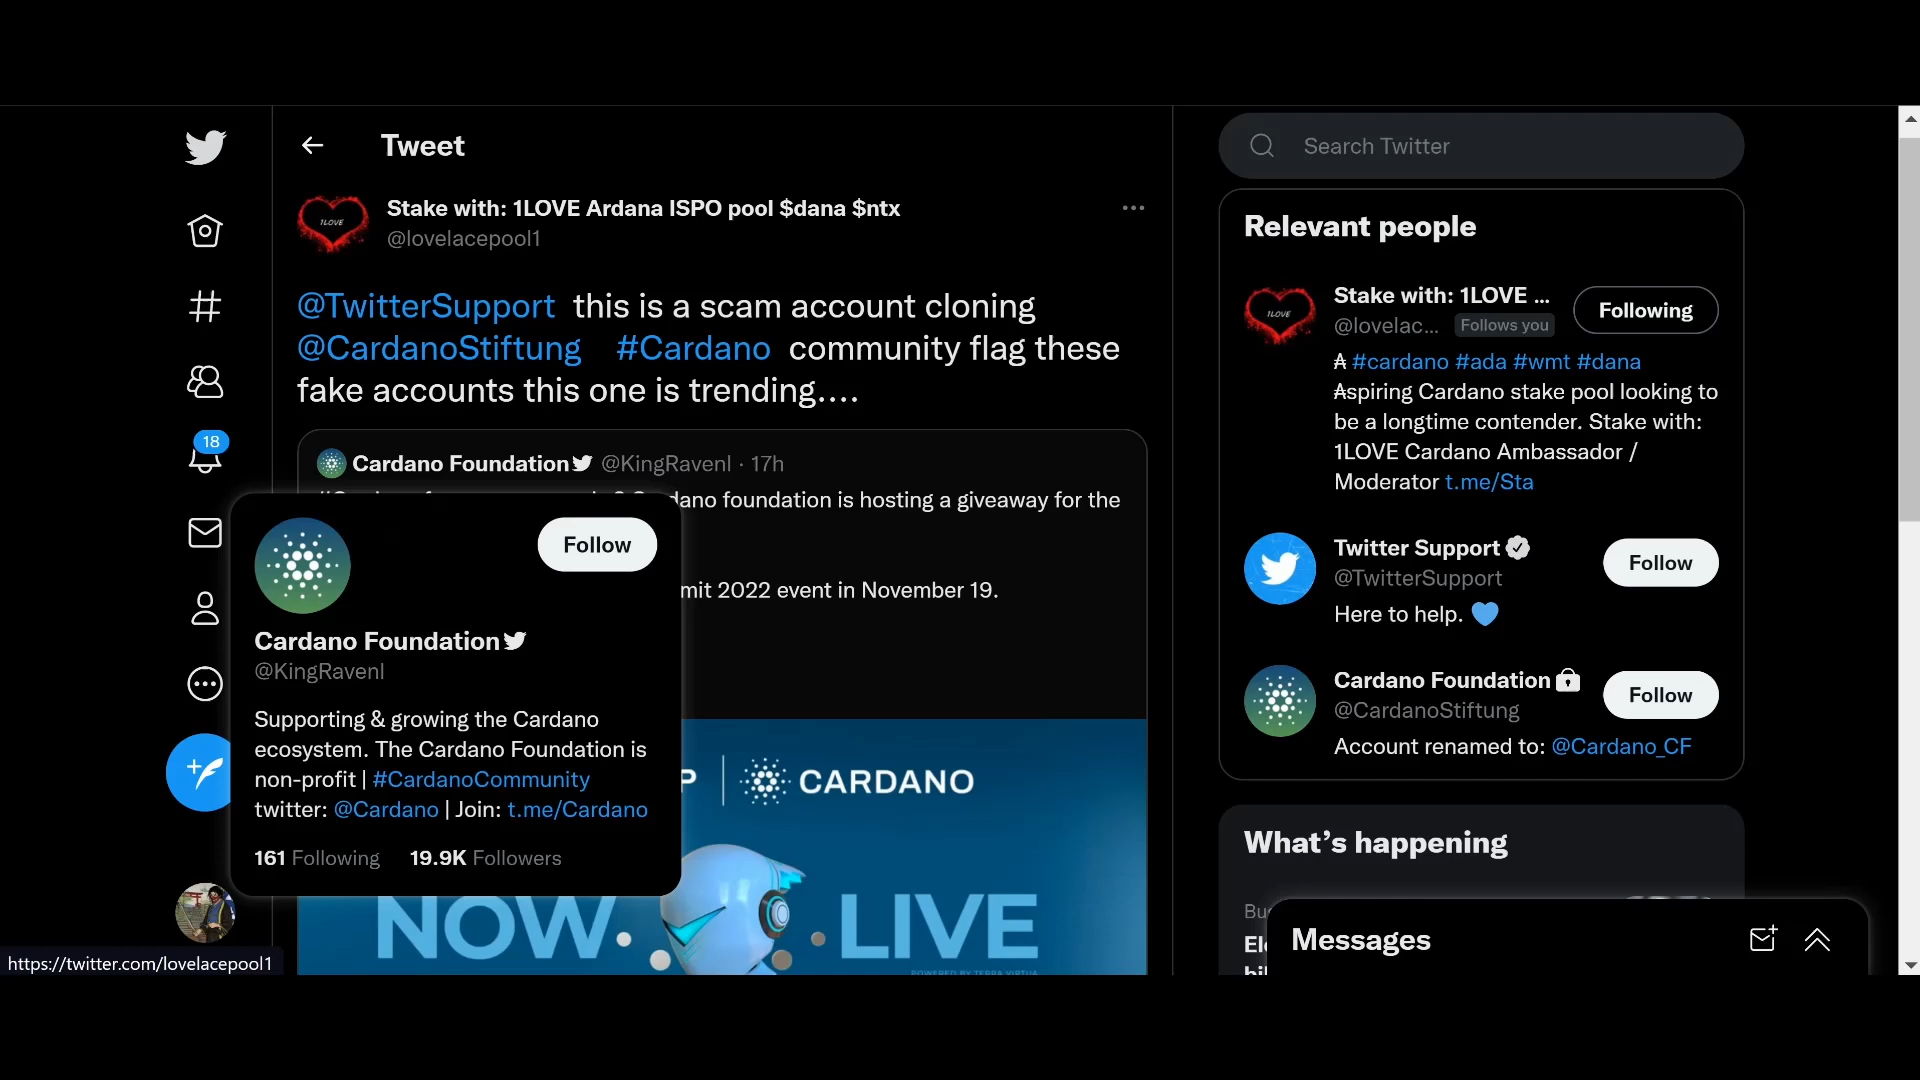 Tweet
Stake with: 1LOVE Ardana ISPO pool $dana $ntx
@lovelacepool1
@TwitterSupport this is a scam account cloning
@CardanoStiftung #Cardano community flag these
fake accounts this one is trending....
Cardano Foundation @KingRavenl · 17h
dano foundation is hosting a giveaway for the
mit 2022 event in November 19.
18
Follow
Cardano Foundation
@KingRavenl
Supporting & growing the Cardano
ecosystem. The Cardano Foundation is
non-profit | #CardanoCommunity
twitter: @Cardano | Join: t.me/Cardano
161 Following 19.9K Followers
P CARDANO
NOW LIVE
POWERED BY TERRA VIRTUA
https://twitter.com/lovelacepool1
Search Twitter
Relevant people
Stake with: 1LOVE ...
@lovelac... Follows you
Following
₳ #cardano #ada #wmt #dana
₳spiring Cardano stake pool looking to
be a longtime contender. Stake with:
1LOVE Cardano Ambassador /
Moderator t.me/Sta
Twitter Support
@TwitterSupport
Follow
Here to help. 💙
Cardano Foundation
@CardanoStiftung
Follow
Account renamed to: @Cardano_CF
What's happening
Messages